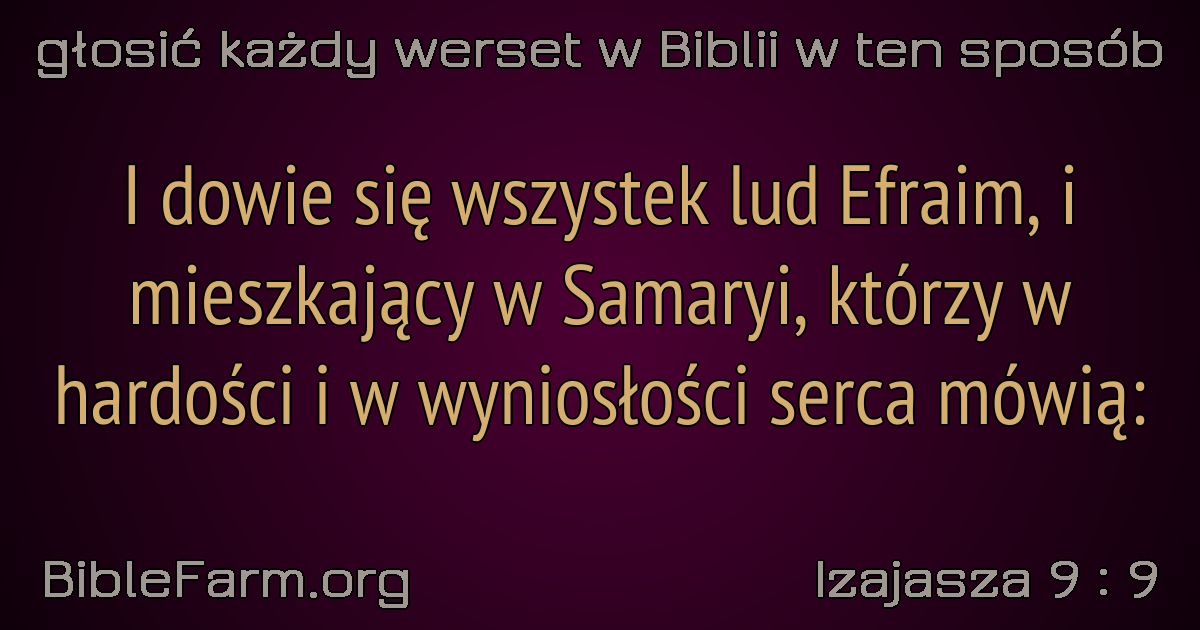 głosić każdy werset w Biblii w ten sposób
I dowie się wszystek lud Efraim, i
mieszkający w Samaryi, którzy w
hardości i w wyniosłości serca mówią:
BibleFarm.org
Izajasza 9 : 9